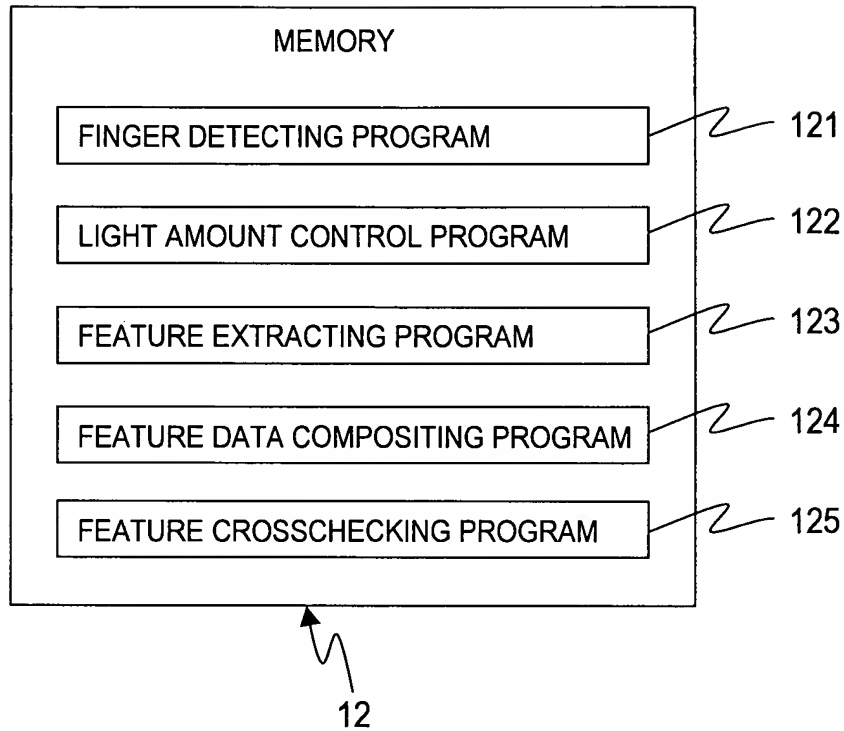 MEMORY
FINGER DETECTING PROGRAM
121
LIGHT AMOUNT CONTROL PROGRAM
122
FEATURE EXTRACTING PROGRAM
123
FEATURE DATA COMPOSITING PROGRAM
124
FEATURE CROSSCHECKING PROGRAM
125
12